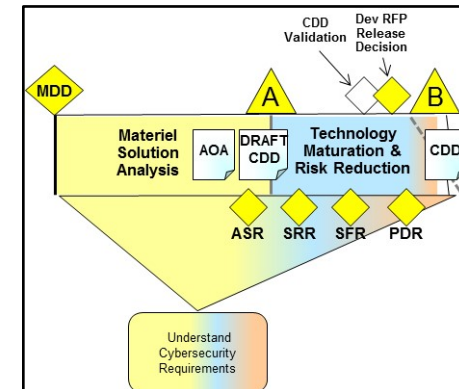 CDD
Validation
Dev RFP
Release
Decision
MDD
A
B
Materiel
Solution
Analysis
AOA
DRAFT
CDD
Technology
Maturation &
Risk Reduction
CDD
ASR
SRR
SFR
PDR
Understand
Cybersecurity
Requirements